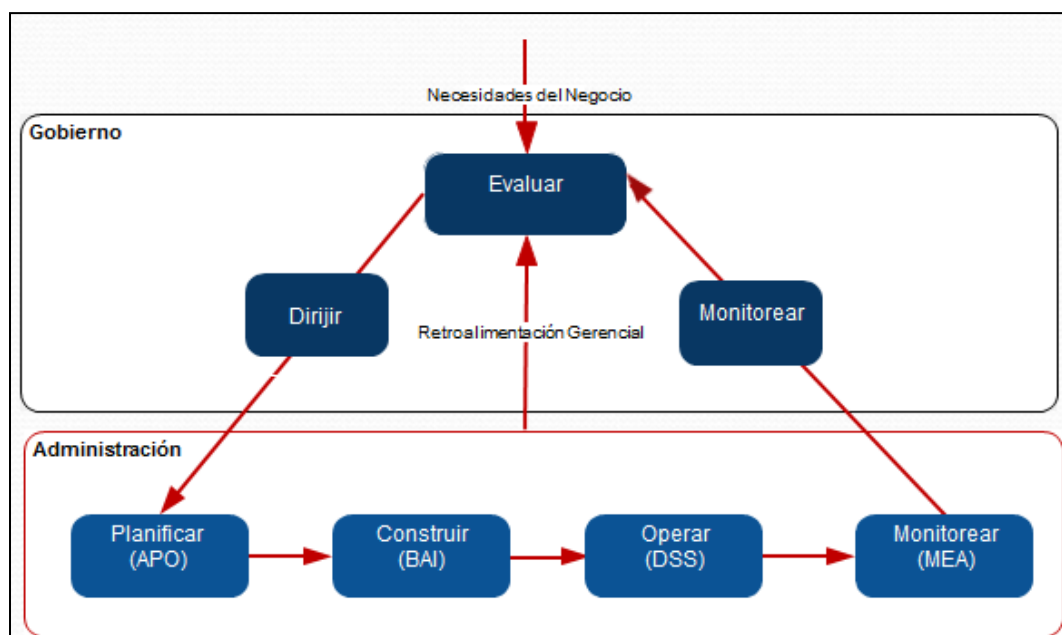 Necesidades del Negocio
Gobierno
Evaluar
Dirijir
Retroalimentación Gerencial
Monitorear
Administración
Planificar
(APO)
Construir
(BAI)
Operar
(DSS)
Monitorear
(MEA)